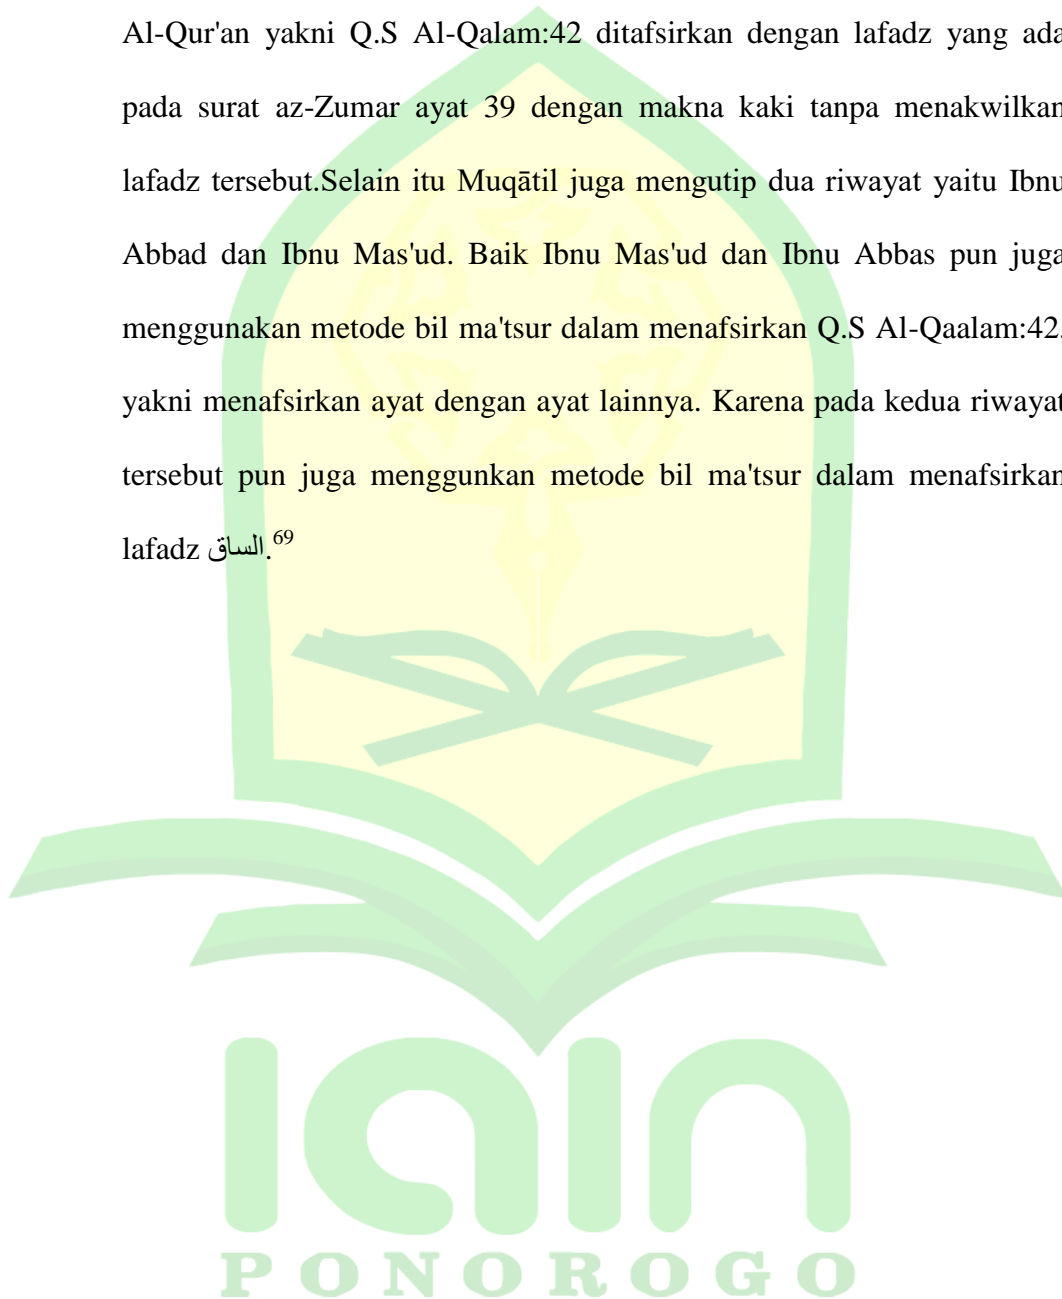 Al-Qur'an yakni Q.S Al-Qalam:42 ditafsirkan dengan lafadz yang ada
pada surat az-Zumar ayat 39 dengan makna kaki tanpa menakwilkan
lafadz tersebut.Selain itu Muqātil juga mengutip dua riwayat yaitu Ibnu
Abbad dan Ibnu Mas'ud. Baik Ibnu Mas'ud dan Ibnu Abbas pun juga
menggunakan metode bil ma'tsur dalam menafsirkan Q.S Al-Qaalam:42,
yakni menafsirkan ayat dengan ayat lainnya. Karena pada kedua riwayat
tersebut pun juga menggunkan metode bil ma'tsur dalam menafsirkan
lafadz الساق.69
IAIN
PONOROGO